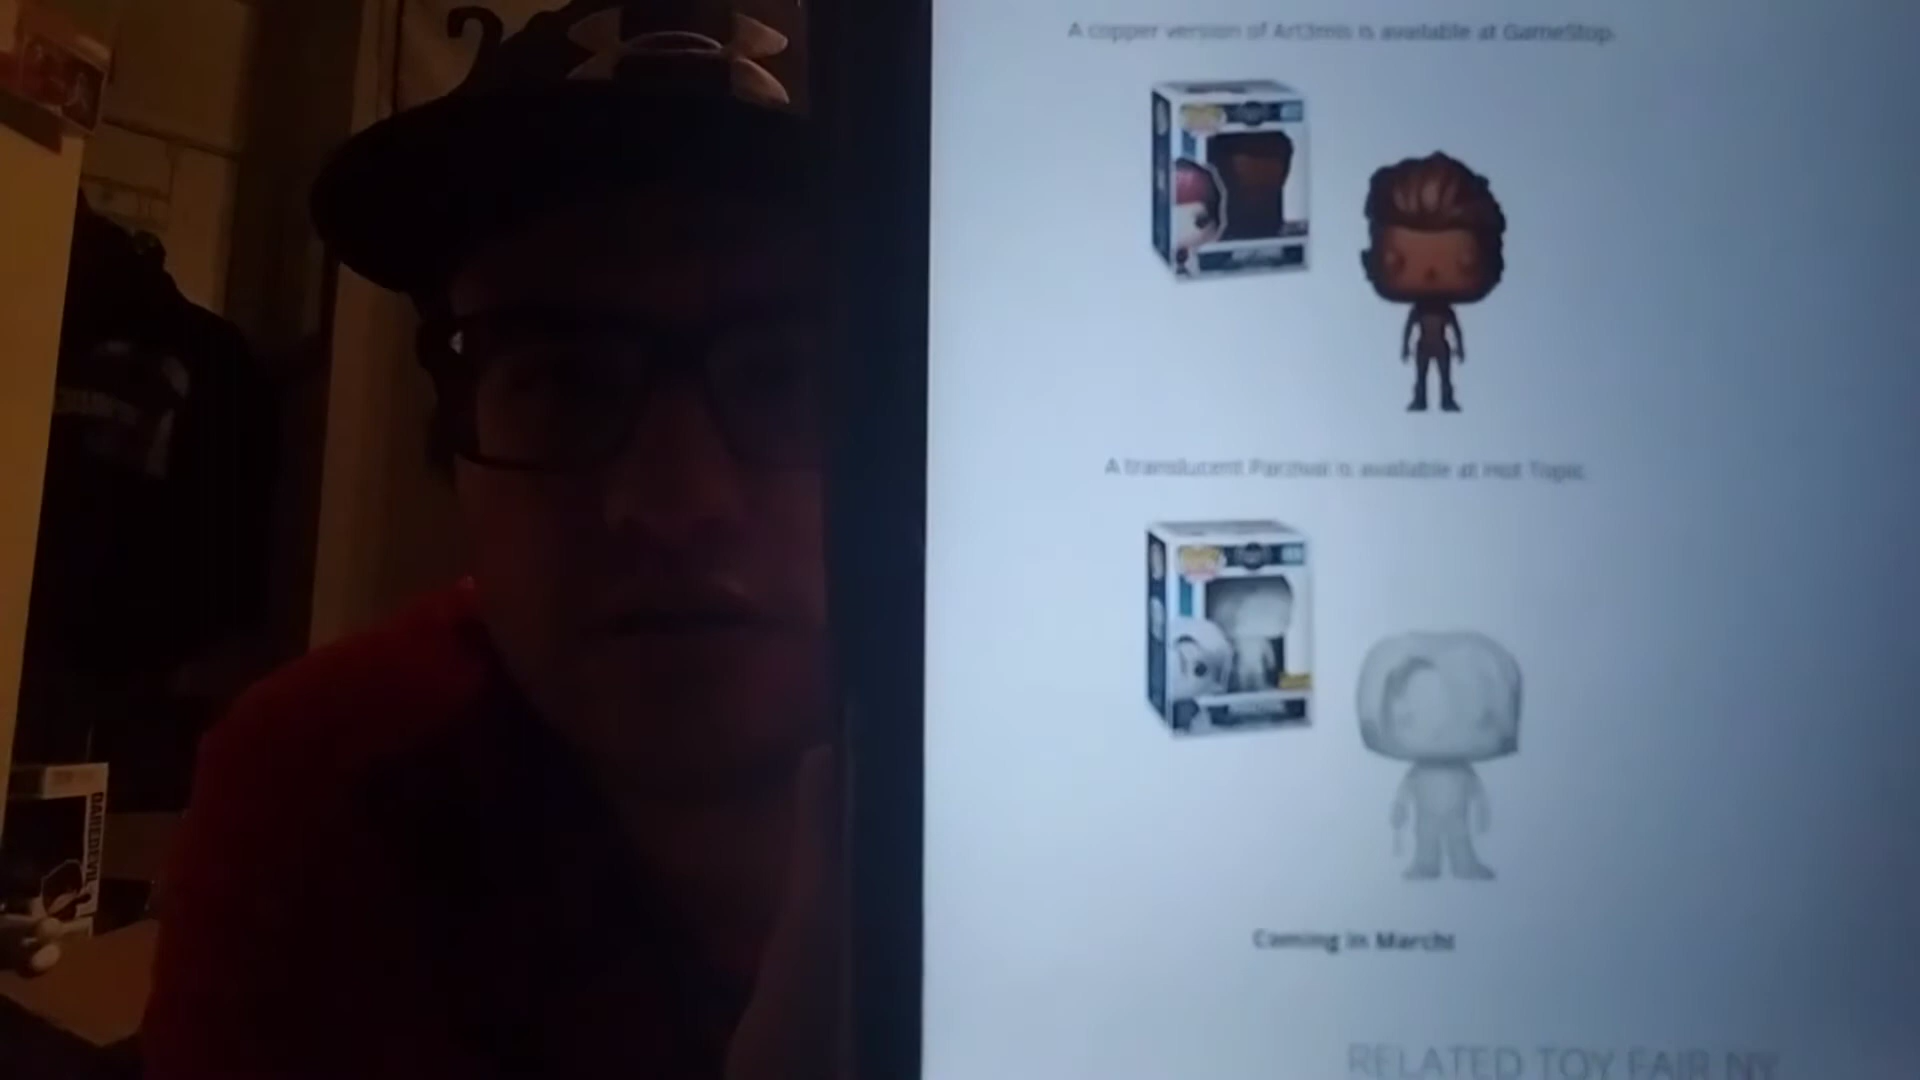 A copper version of Art3mis is available at GameStop.
A translucent Parzival is available at Hot Topic.
Coming in March!
RELATED TOY FAIR NY
DAREDEVIL